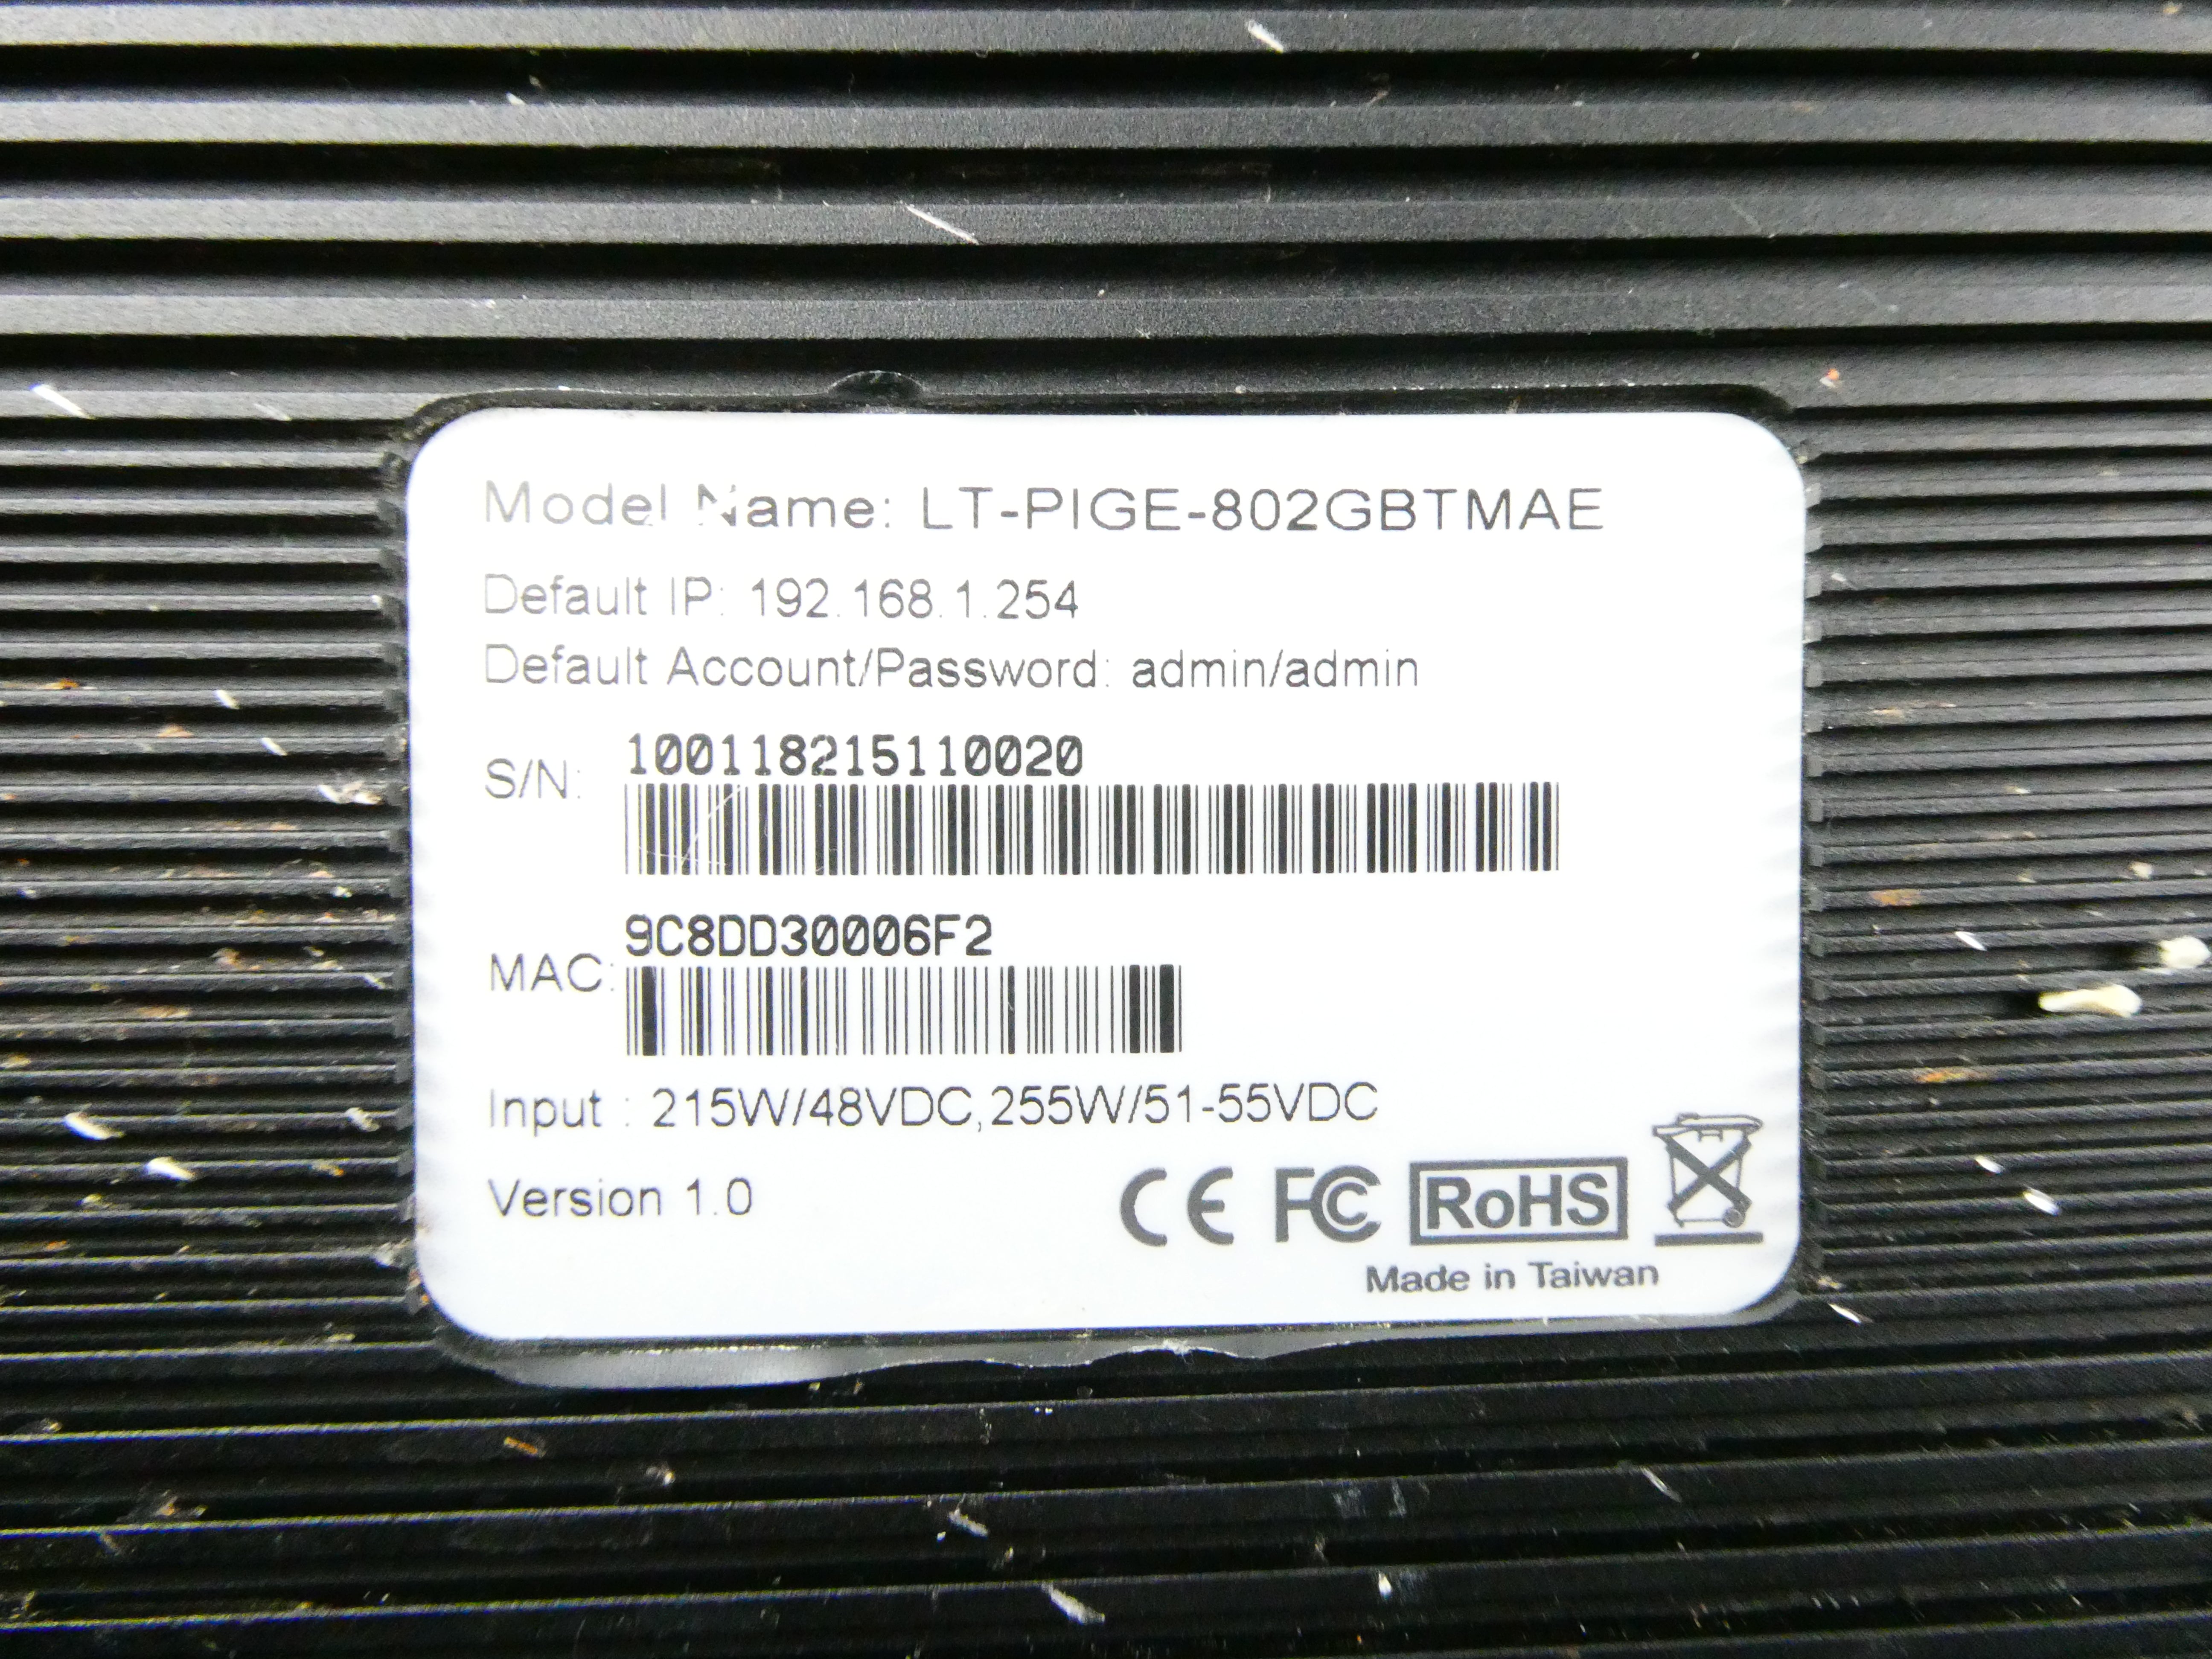 Model Name: LT-PIGE-802GBTMAE
Default IP: 192.168.1.254
Default Account/Password: admin/admin
S/N: 100118215110020
MAC: 9C8DD30006F2
Input : 215W/48VDC,255W/51-55VDC
Version 1.0
CE FC RoHS
Made in Taiwan